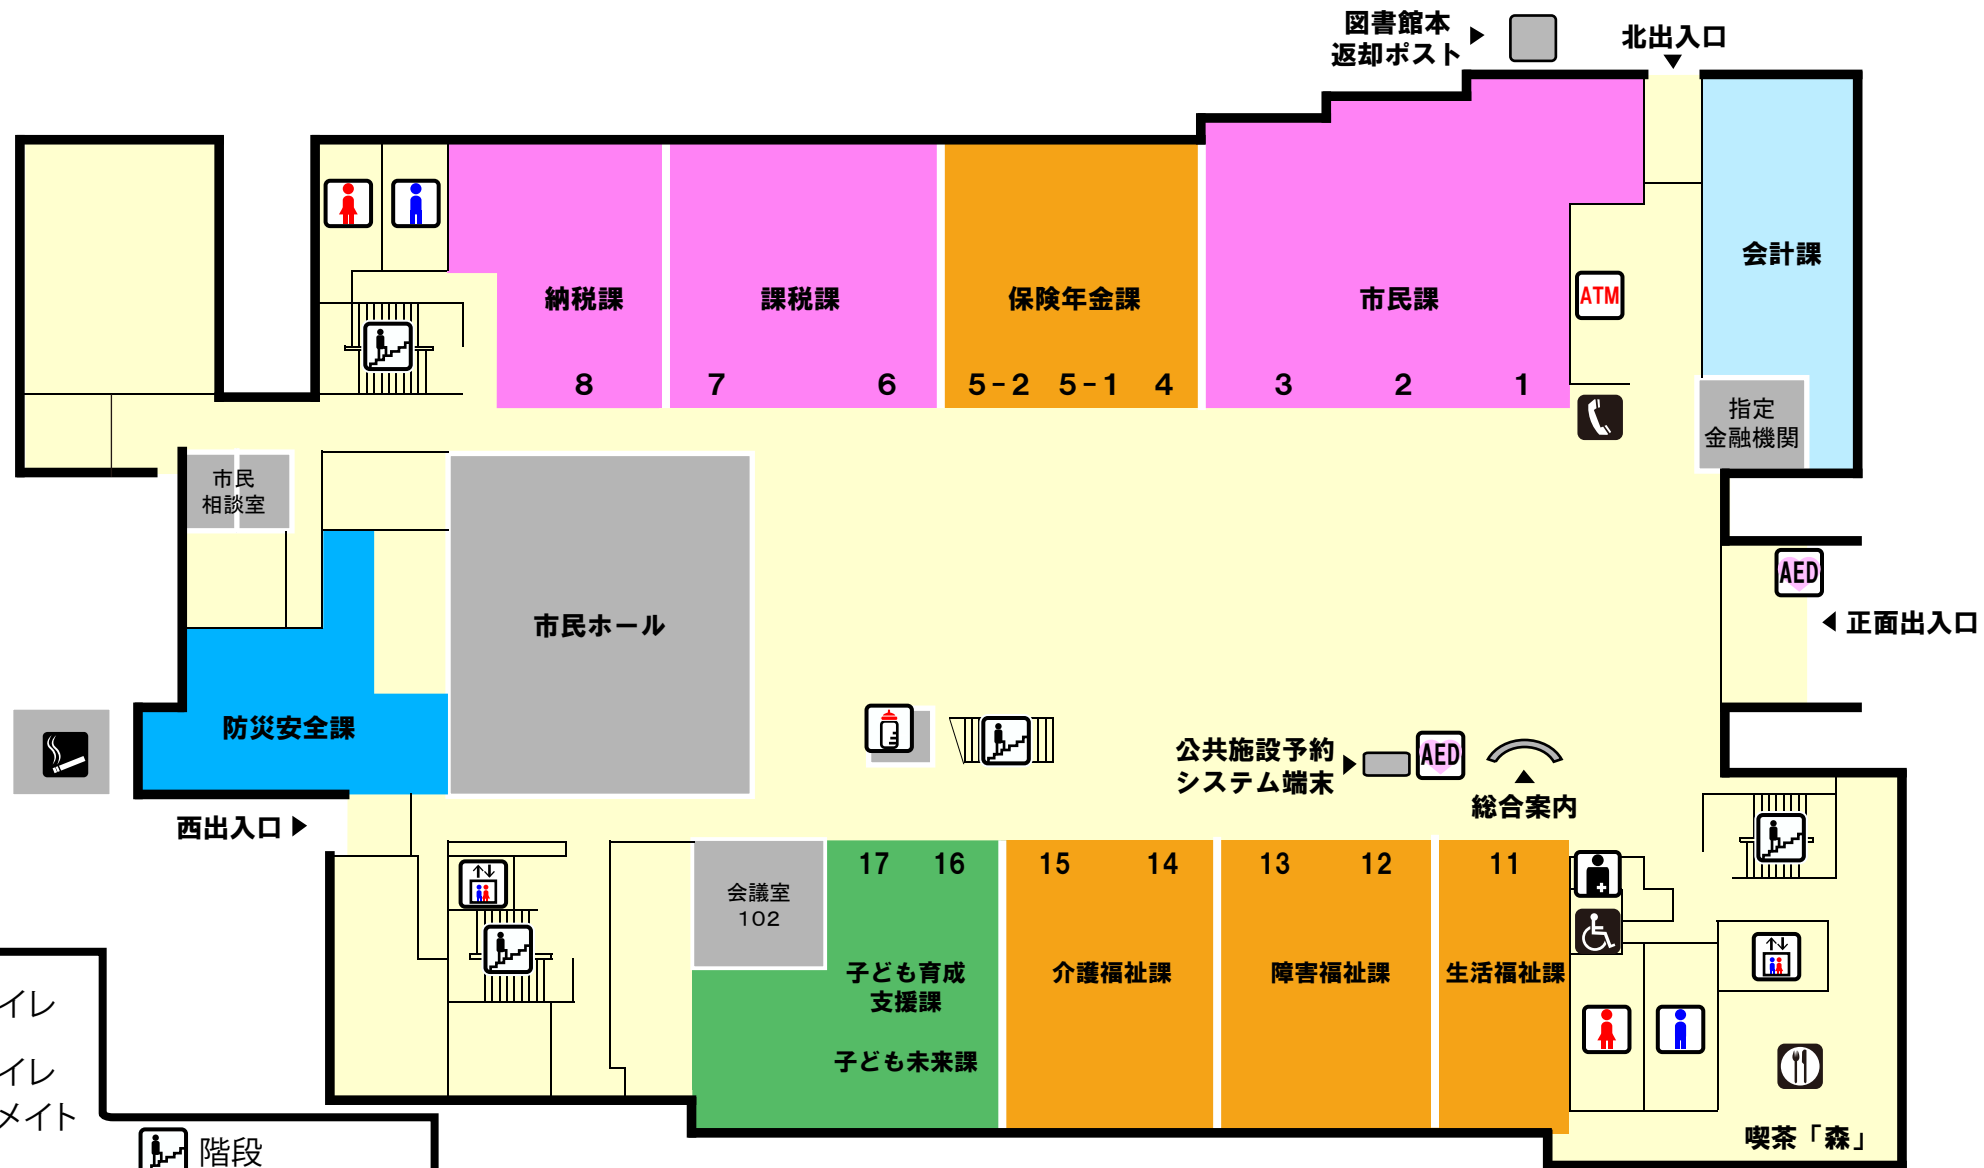 図書館本
返却ポスト
北出入口
会計課
納税課
課税課
保険年金課
市民課
ATM
8
7
6
5-2
5-1
4
3
2
1
指定
金融機関
市民
相談室
市民ホール
AED
正面出入口
防災安全課
公共施設予約
システム端末
AED
総合案内
西出入口
会議室
102
17
16
15
14
13
12
11
子ども育成
支援課
介護福祉課
障害福祉課
生活福祉課
子ども未来課
イレ
イレ
メイト
階段
喫茶「森」